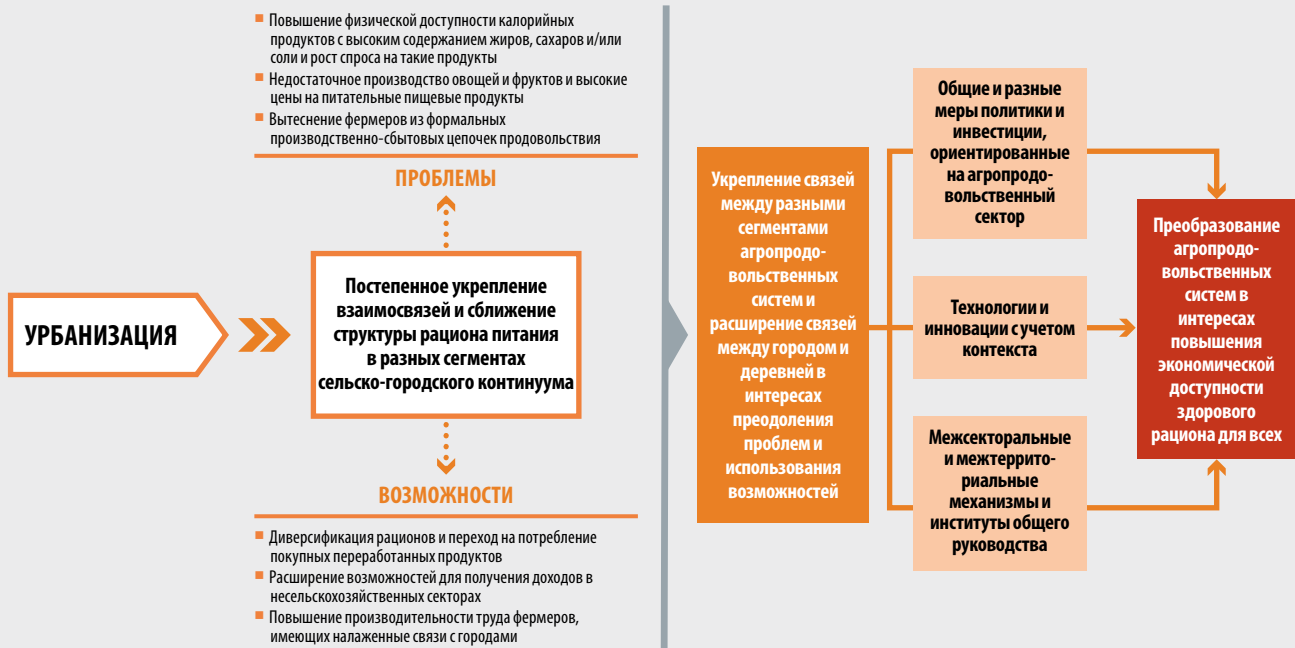 Повышение физической доступности калорийных
продуктов с высоким содержанием жиров, сахаров и/или
соли и рост спроса на такие продукты
Недостаточное производство овощей и фруктов и высокие
цены на питательные пищевые продукты
Вытеснение фермеров из формальных
производственно-сбытовых цепочек продовольствия
ПРОБЛЕМЫ
УРБАНИЗАЦИЯ
Постепенное укрепление
взаимосвязей и сближение
структуры рациона питания
в разных сегментах
сельско-городского континуума
ВОЗМОЖНОСТИ
Диверсификация рационов и переход на потребление
покупных переработанных продуктов
Расширение возможностей для получения доходов в
несельскохозяйственных секторах
Повышение производительности труда фермеров,
имеющих налаженные связи с городами
Укрепление связей
между разными
сегментами
агропродо-
вольственных
систем и
расширение связей
между городом и
деревней в
интересах
преодоления
проблем и
использования
возможностей
Общие и разные
меры политики и
инвестиции,
ориентированные
на агропродо-
вольственный
сектор
Технологии и
инновации с учетом
контекста
Межсекторальные
и межтеррито-
риальные
механизмы и
институты общего
руководства
Преобразование
агропродо-
вольственных
систем в
интересах
повышения
экономической
доступности
здорового
рациона для всех